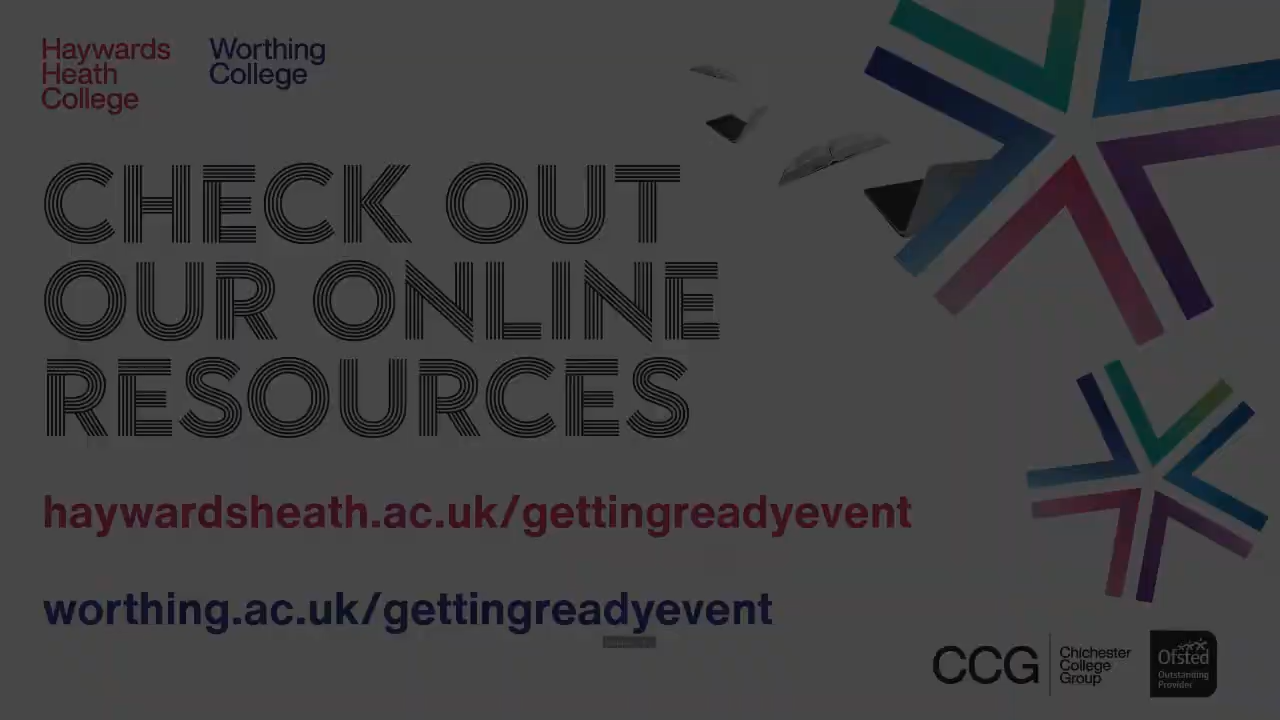 Haywards
Heath
College
Worthing
College
CHECK OUT
OUR ONLINE
RESOURCES
haywardsheath.ac.uk/gettingreadyevent
worthing.ac.uk/gettingreadyevent
CCG
Chichester
College
Group
Ofsted
Outstanding
Provider